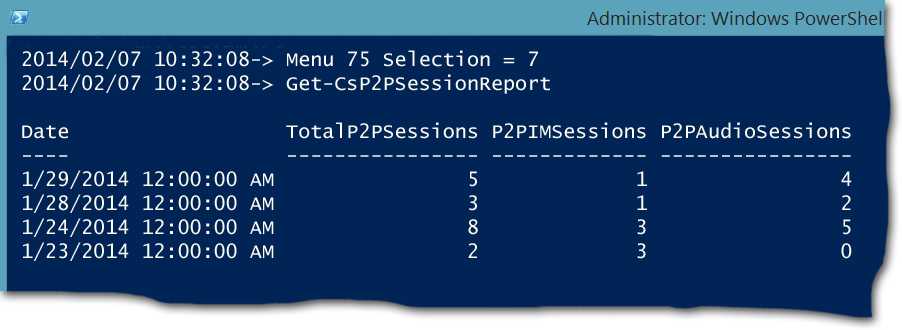 Administrator: Windows PowerShel
2014/02/07 10:32:08-> Menu 75 Selection = 7
2014/02/07 10:32:08-> Get-CsP2PSessionReport
Date TotalP2PSessions P2PIMSessions P2PAudioSessions
---- ---------------- ------------- ----------------
1/29/2014 12:00:00 AM 5 1 4
1/28/2014 12:00:00 AM 3 1 2
1/24/2014 12:00:00 AM 8 3 5
1/23/2014 12:00:00 AM 2 3 0